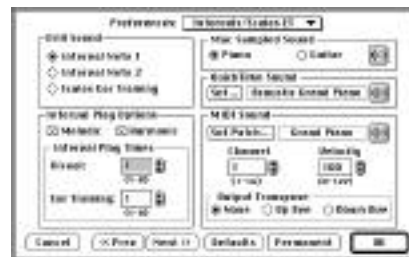 Preferences: Intervals/Scales ET
Drill Sound
Interval Note 1
Interval Note 2
Scales Ear Training
Interval Play Options
Melodic Harmonic
Interval Play Times
Drill:
Ear Training: 1
Mac Sampled Sound
Piano Guitar
QuickTime Sound
Set... Acoustic Grand Piano
MIDI Sound
Set Patch... Grand Piano
Channel Velocity
1 100
Output Transpose
None Up 8ve Down 8ve
Cancel << Prev Next >> Defaults Permanent OK